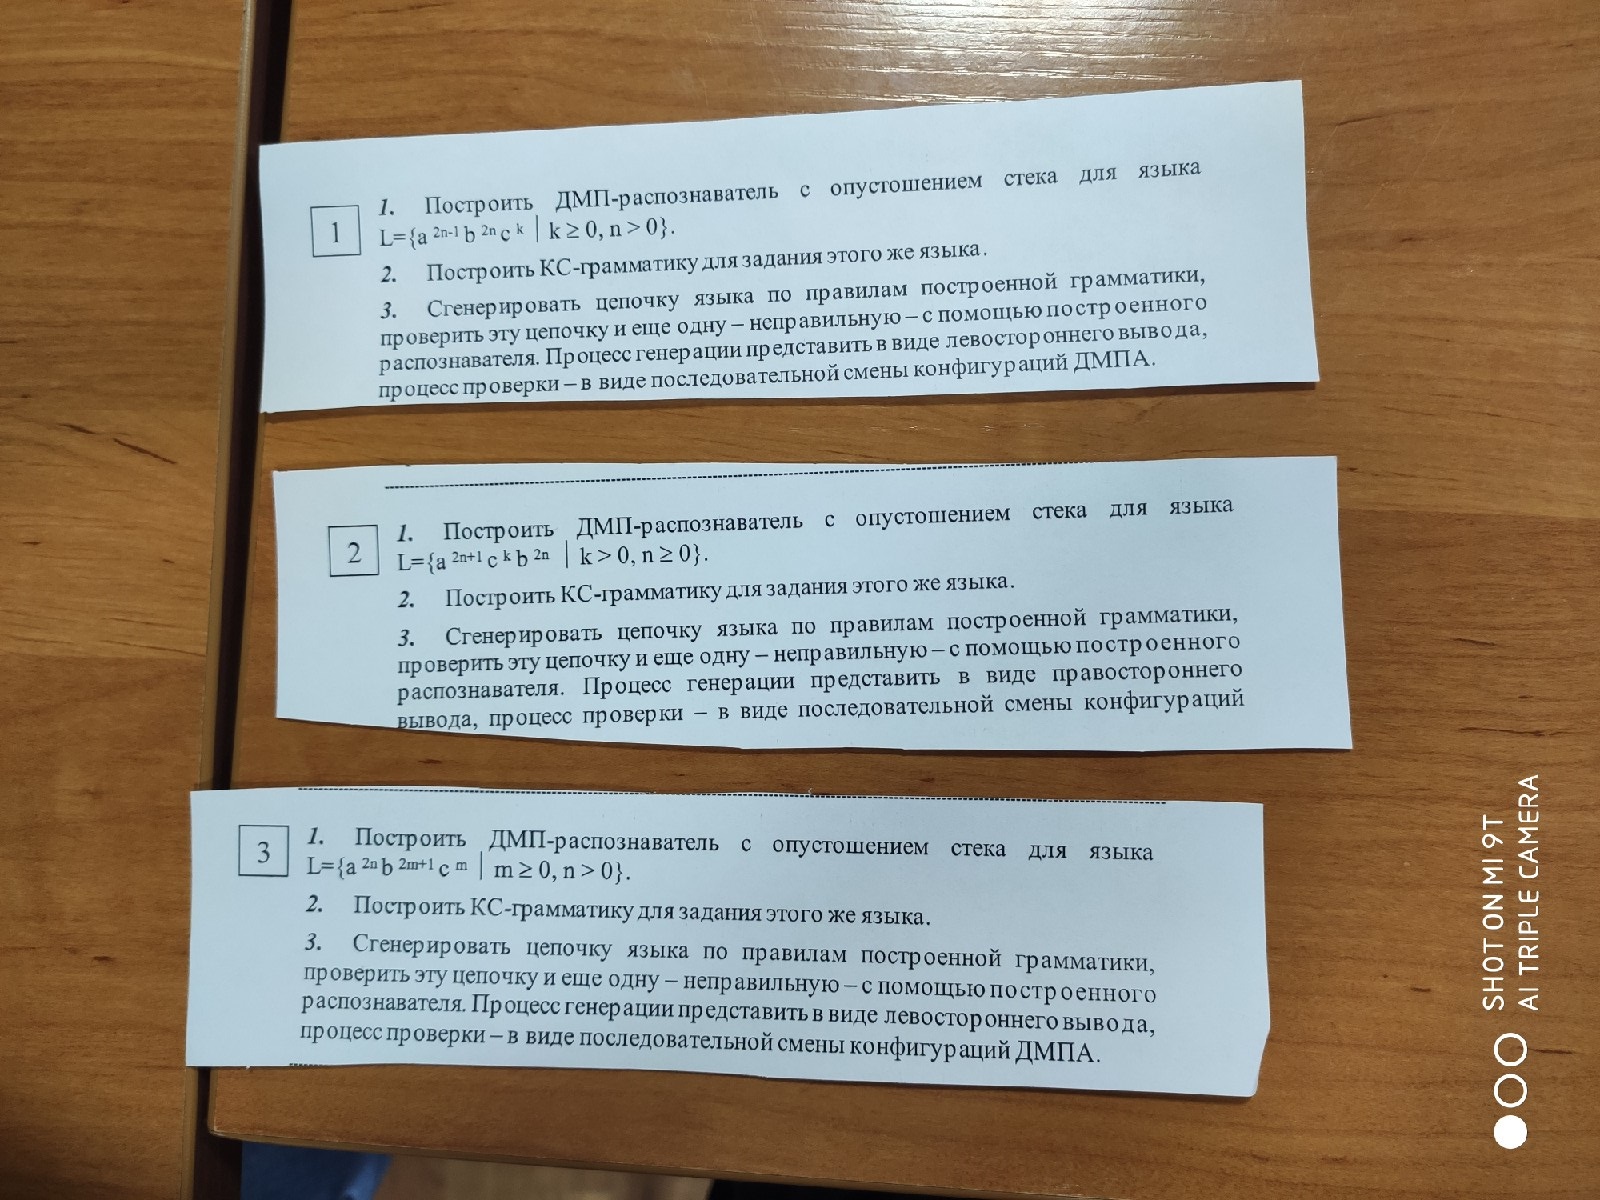 1
1. Построить ДМП-распознаватель с опустошением стека для языка
L={a 2n-1 b 2n c k | k ≥ 0, n > 0}.
2. Построить КС-грамматику для задания этого же языка.
3. Сгенерировать цепочку языка по правилам построенной грамматики,
проверить эту цепочку и еще одну – неправильную – с помощью построенного
распознавателя. Процесс генерации представить в виде левостороннего вывода,
процесс проверки – в виде последовательной смены конфигураций ДМПА.
2
1. Построить ДМП-распознаватель с опустошением стека для языка
L={a 2n+1 c k b 2n | k > 0, n ≥ 0}.
2. Построить КС-грамматику для задания этого же языка.
3. Сгенерировать цепочку языка по правилам построенной грамматики,
проверить эту цепочку и еще одну – неправильную – с помощью построенного
распознавателя. Процесс генерации представить в виде правостороннего
вывода, процесс проверки – в виде последовательной смены конфигураций
3
1. Построить ДМП-распознаватель с опустошением стека для языка
L={a 2n b 2m+1 c m | m ≥ 0, n > 0}.
2. Построить КС-грамматику для задания этого же языка.
3. Сгенерировать цепочку языка по правилам построенной грамматики,
проверить эту цепочку и еще одну – неправильную – с помощью построенного
распознавателя. Процесс генерации представить в виде левостороннего вывода,
процесс проверки – в виде последовательной смены конфигураций ДМПА.
SHOT ON MI 9T
AI TRIPLE CAMERA